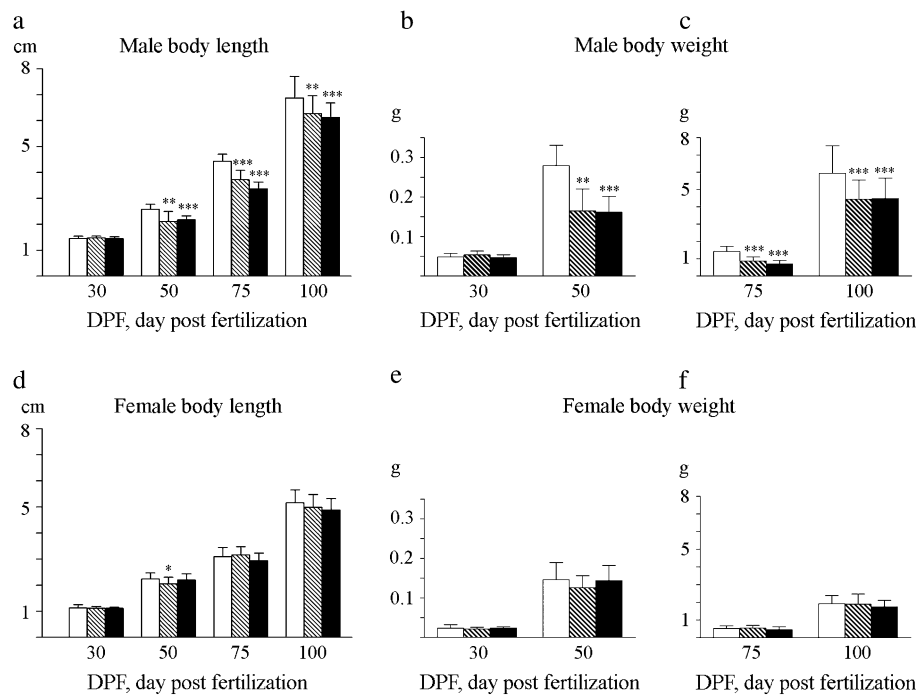 a
Male body length
cm
8
5
1
** *** ** *** *** *** ** ***
30 50 75 100
DPF, day post fertilization
b
c
Male body weight
g
0.3
0.2
0.1
** ***
30 50
DPF, day post fertilization
g
8
5
1
*** *** *** ***
75 100
DPF, day post fertilization
d
Female body length
cm
8
5
1
*
30 50 75 100
DPF, day post fertilization
e
f
Female body weight
g
0.3
0.2
0.1
30 50
DPF, day post fertilization
g
8
5
1
75 100
DPF, day post fertilization